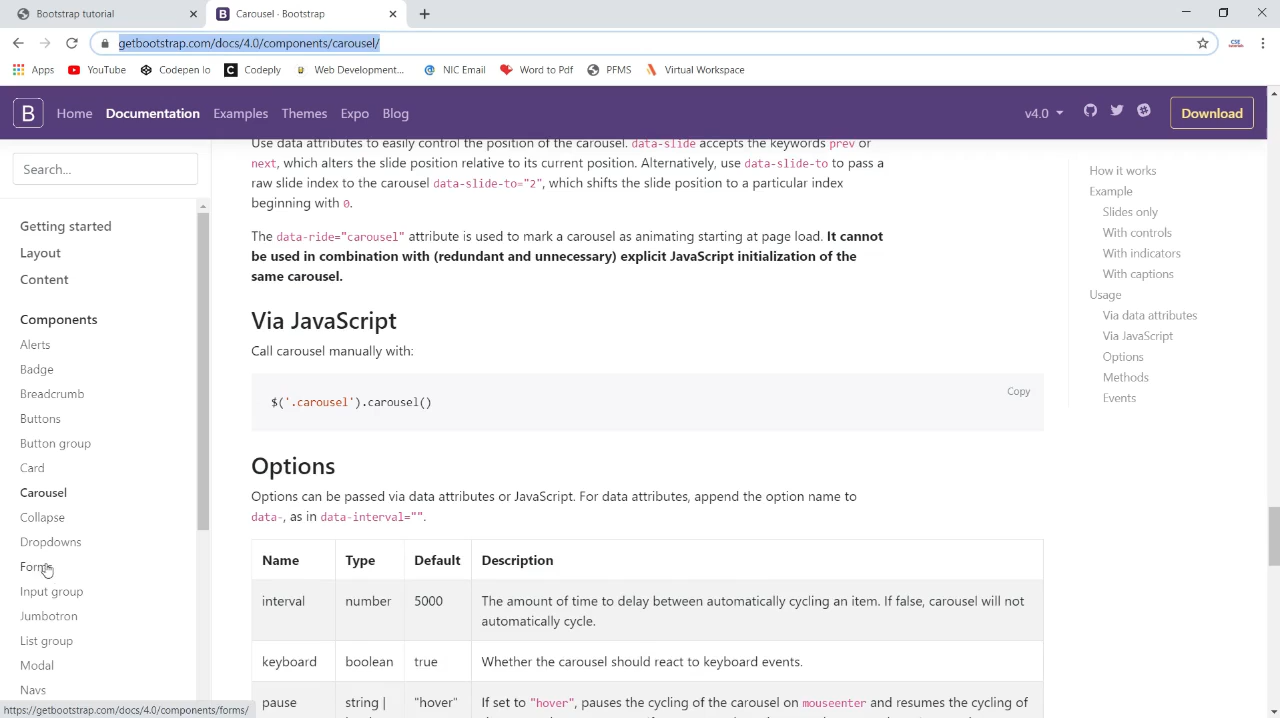 Bootstrap tutorial
Carousel · Bootstrap
getbootstrap.com/docs/4.0/components/carousel/
Apps
YouTube
Codepen Io
Codeply
Web Development...
NIC Email
Word to Pdf
PFMS
Virtual Workspace
B
Home
Documentation
Examples
Themes
Expo
Blog
v4.0
Download
Search...
Getting started
Layout
Content
Components
Alerts
Badge
Breadcrumb
Buttons
Button group
Card
Carousel
Collapse
Dropdowns
Forms
Input group
Jumbotron
List group
Modal
Navs
https://getbootstrap.com/docs/4.0/components/forms/
Use data attributes to easily control the position of the carousel. data-slide accepts the keywords prev or
next, which alters the slide position relative to its current position. Alternatively, use data-slide-to to pass a
raw slide index to the carousel data-slide-to="2", which shifts the slide position to a particular index
beginning with 0.
The data-ride="carousel" attribute is used to mark a carousel as animating starting at page load. It cannot
be used in combination with (redundant and unnecessary) explicit JavaScript initialization of the
same carousel.
Via JavaScript
Call carousel manually with:
Copy
$('.carousel').carousel()
Options
Options can be passed via data attributes or JavaScript. For data attributes, append the option name to
data-, as in data-interval="".
Name Type Default Description
interval number 5000 The amount of time to delay between automatically cycling an item. If false, carousel will not
automatically cycle.
keyboard boolean true Whether the carousel should react to keyboard events.
pause string | "hover" If set to "hover", pauses the cycling of the carousel on mouseenter and resumes the cycling of
How it works
Example
Slides only
With controls
With indicators
With captions
Usage
Via data attributes
Via JavaScript
Options
Methods
Events